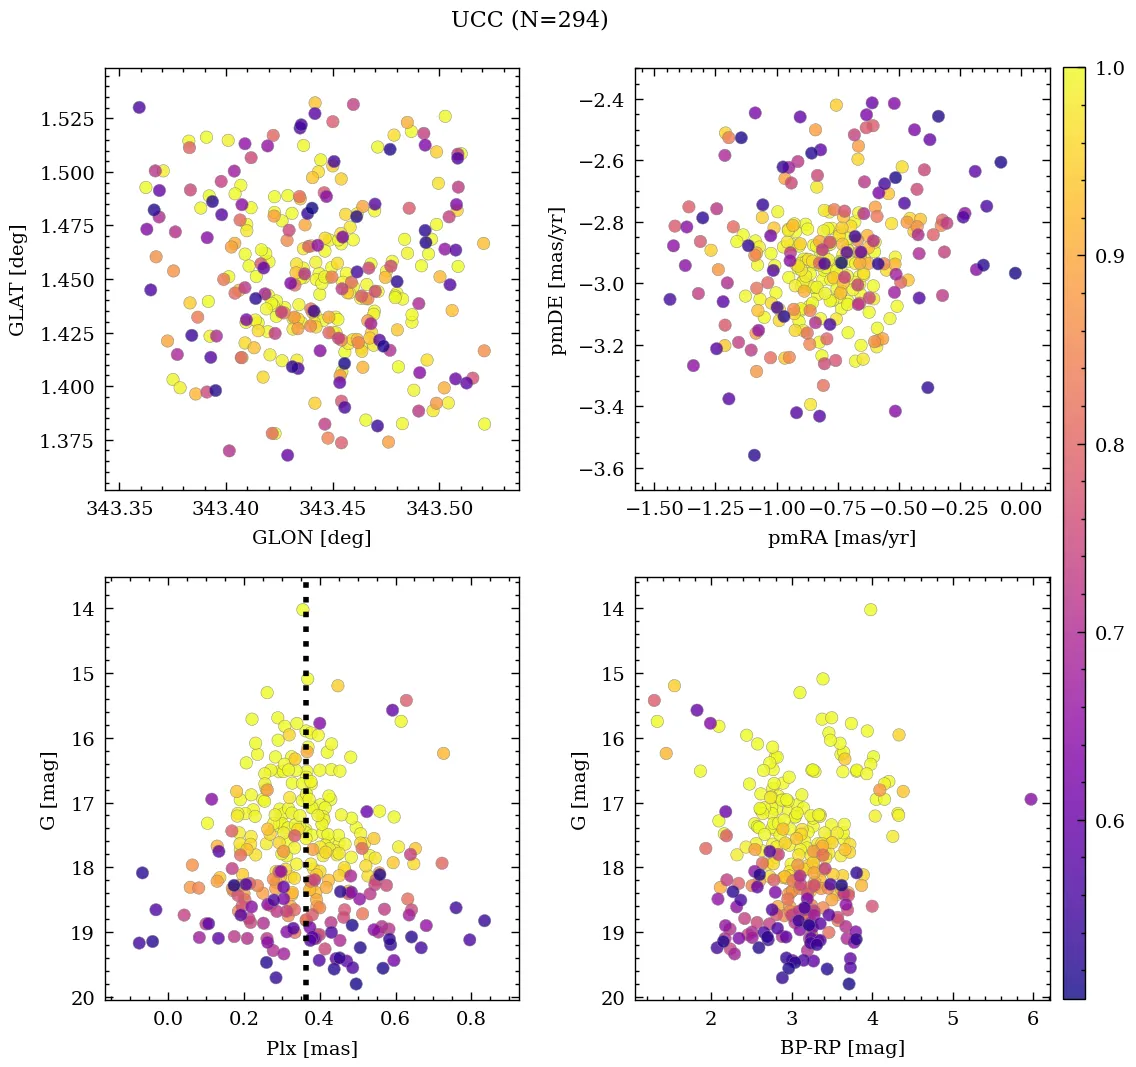 UCC (N=294)
1.525
1.500
1.475
1.450
1.425
1.400
1.375
GLAT [deg]
343.35 343.40 343.45 343.50
GLON [deg]
−2.4
−2.6
−2.8
−3.0
−3.2
−3.4
−3.6
pmDE [mas/yr]
−1.50 −1.25 −1.00 −0.75 −0.50 −0.25 0.00
pmRA [mas/yr]
14
15
16
17
18
19
20
G [mag]
0.0 0.2 0.4 0.6 0.8
Plx [mas]
14
15
16
17
18
19
20
G [mag]
2 3 4 5 6
BP-RP [mag]
1.0
0.9
0.8
0.7
0.6